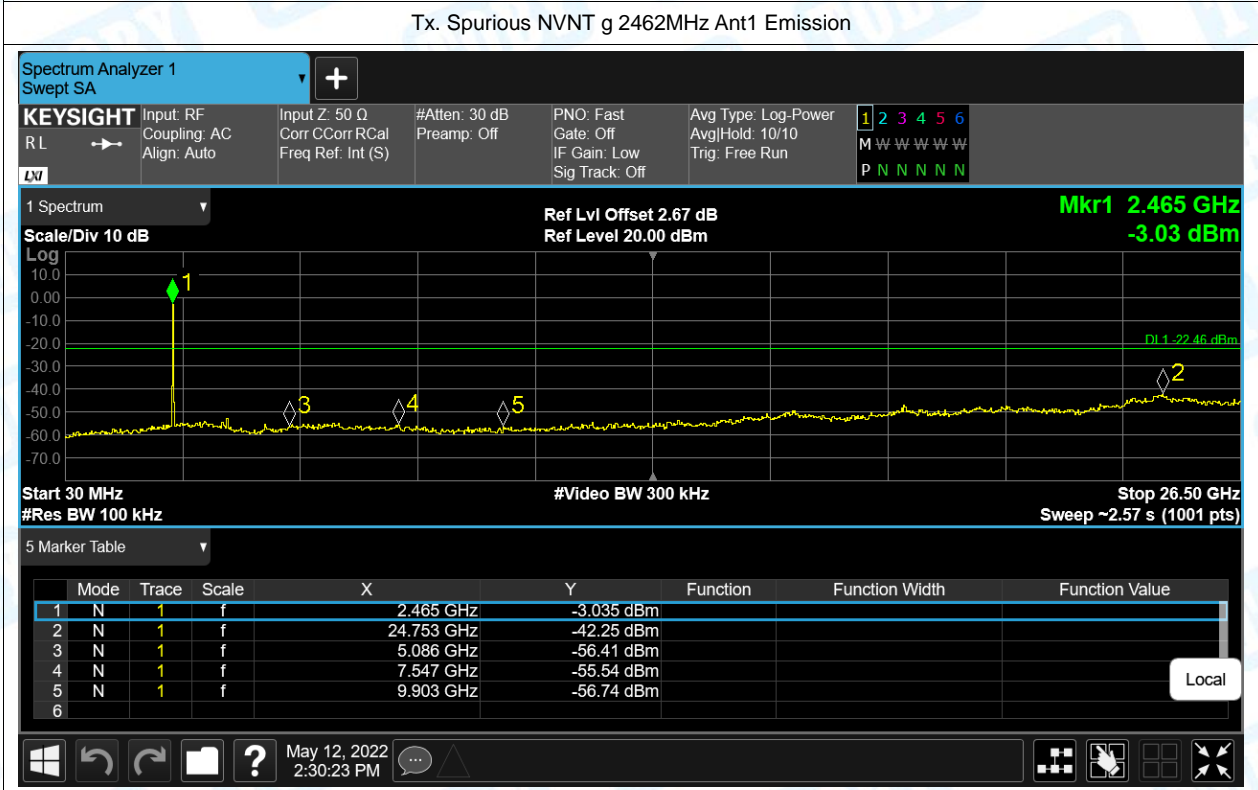 Tx. Spurious NVNT g 2462MHz Ant1 Emission
Spectrum Analyzer 1
Swept SA
KEYSIGHT
R L
LXI
Input: RF
Coupling: AC
Align: Auto
Input Z: 50 Ω
Corr CCorr RCal
Freq Ref: Int (S)
#Atten: 30 dB
Preamp: Off
PNO: Fast
Gate: Off
IF Gain: Low
Sig Track: Off
Avg Type: Log-Power
Avg|Hold: 10/10
Trig: Free Run
1 2 3 4 5 6
M W W W W W
P N N N N N
1 Spectrum
Scale/Div 10 dB
Ref Lvl Offset 2.67 dB
Ref Level 20.00 dBm
Mkr1 2.465 GHz
-3.03 dBm
Log
10.0
0.00
-10.0
-20.0
-30.0
-40.0
-50.0
-60.0
-70.0
1
DL1 -22.46 dBm
2
3
4
5
Start 30 MHz
#Res BW 100 kHz
#Video BW 300 kHz
Stop 26.50 GHz
Sweep ~2.57 s (1001 pts)
5 Marker Table
Mode Trace Scale X Y Function Function Width Function Value
1 N 1 f 2.465 GHz -3.035 dBm
2 N 1 f 24.753 GHz -42.25 dBm
3 N 1 f 5.086 GHz -56.41 dBm
4 N 1 f 7.547 GHz -55.54 dBm
5 N 1 f 9.903 GHz -56.74 dBm
6
Local
May 12, 2022
2:30:23 PM